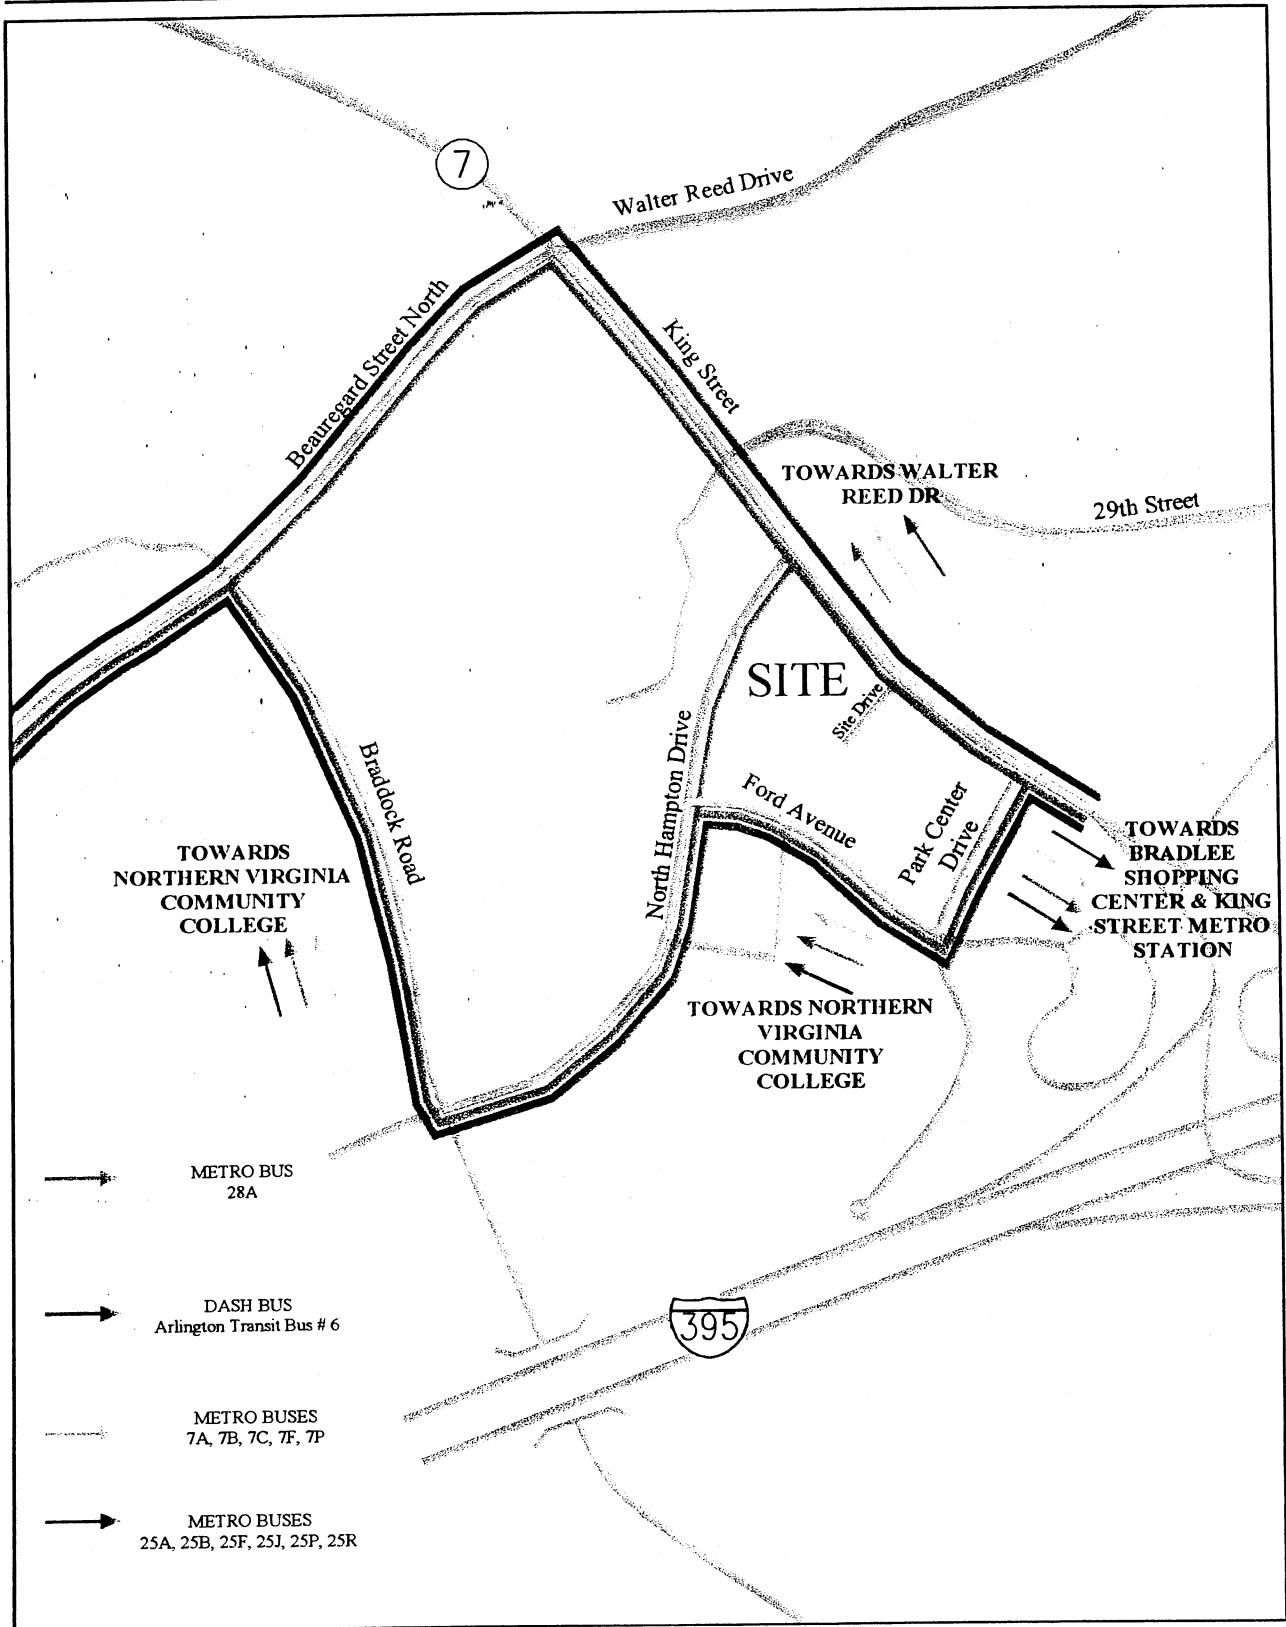 7
Walter Reed Drive
Beauregard Street North
King Street
TOWARDS WALTER
REED DR
29th Street
SITE
Site Drive
Braddock Road
North Hampton Drive
Ford Avenue
Park Center
Drive
TOWARDS
NORTHERN VIRGINIA
COMMUNITY
COLLEGE
TOWARDS
BRADLEE
SHOPPING
CENTER & KING
STREET METRO
STATION
TOWARDS NORTHERN
VIRGINIA
COMMUNITY
COLLEGE
METRO BUS
28A
DASH BUS
Arlington Transit Bus # 6
395
METRO BUSES
7A, 7B, 7C, 7F, 7P
METRO BUSES
25A, 25B, 25F, 25J, 25P, 25R